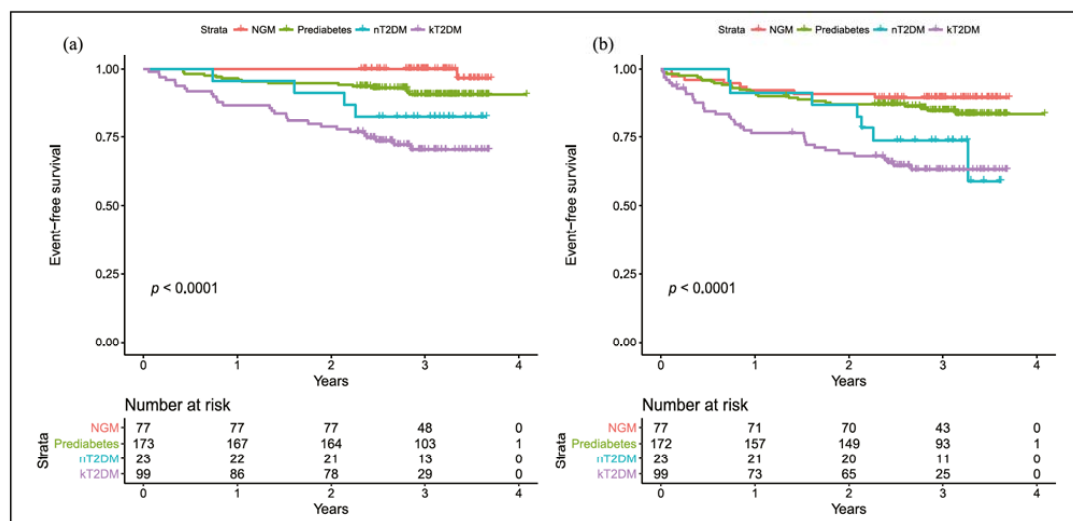 (a)
Strata NGM Prediabetes nT2DM kT2DM
1.00
0.75
0.50
0.25
0.00
Event-free survival
p < 0.0001
0 1 2 3 4
Years
Number at risk
Strata
NGM 77 77 77 48 0
Prediabetes 173 167 164 103 1
nT2DM 23 22 21 13 0
kT2DM 99 86 78 29 0
0 1 2 3 4
Years
(b)
Strata NGM Prediabetes nT2DM kT2DM
1.00
0.75
0.50
0.25
0.00
Event-free survival
p < 0.0001
0 1 2 3 4
Years
Number at risk
Strata
NGM 77 71 70 43 0
Prediabetes 172 157 149 93 1
nT2DM 23 21 20 11 0
kT2DM 99 73 65 25 0
0 1 2 3 4
Years